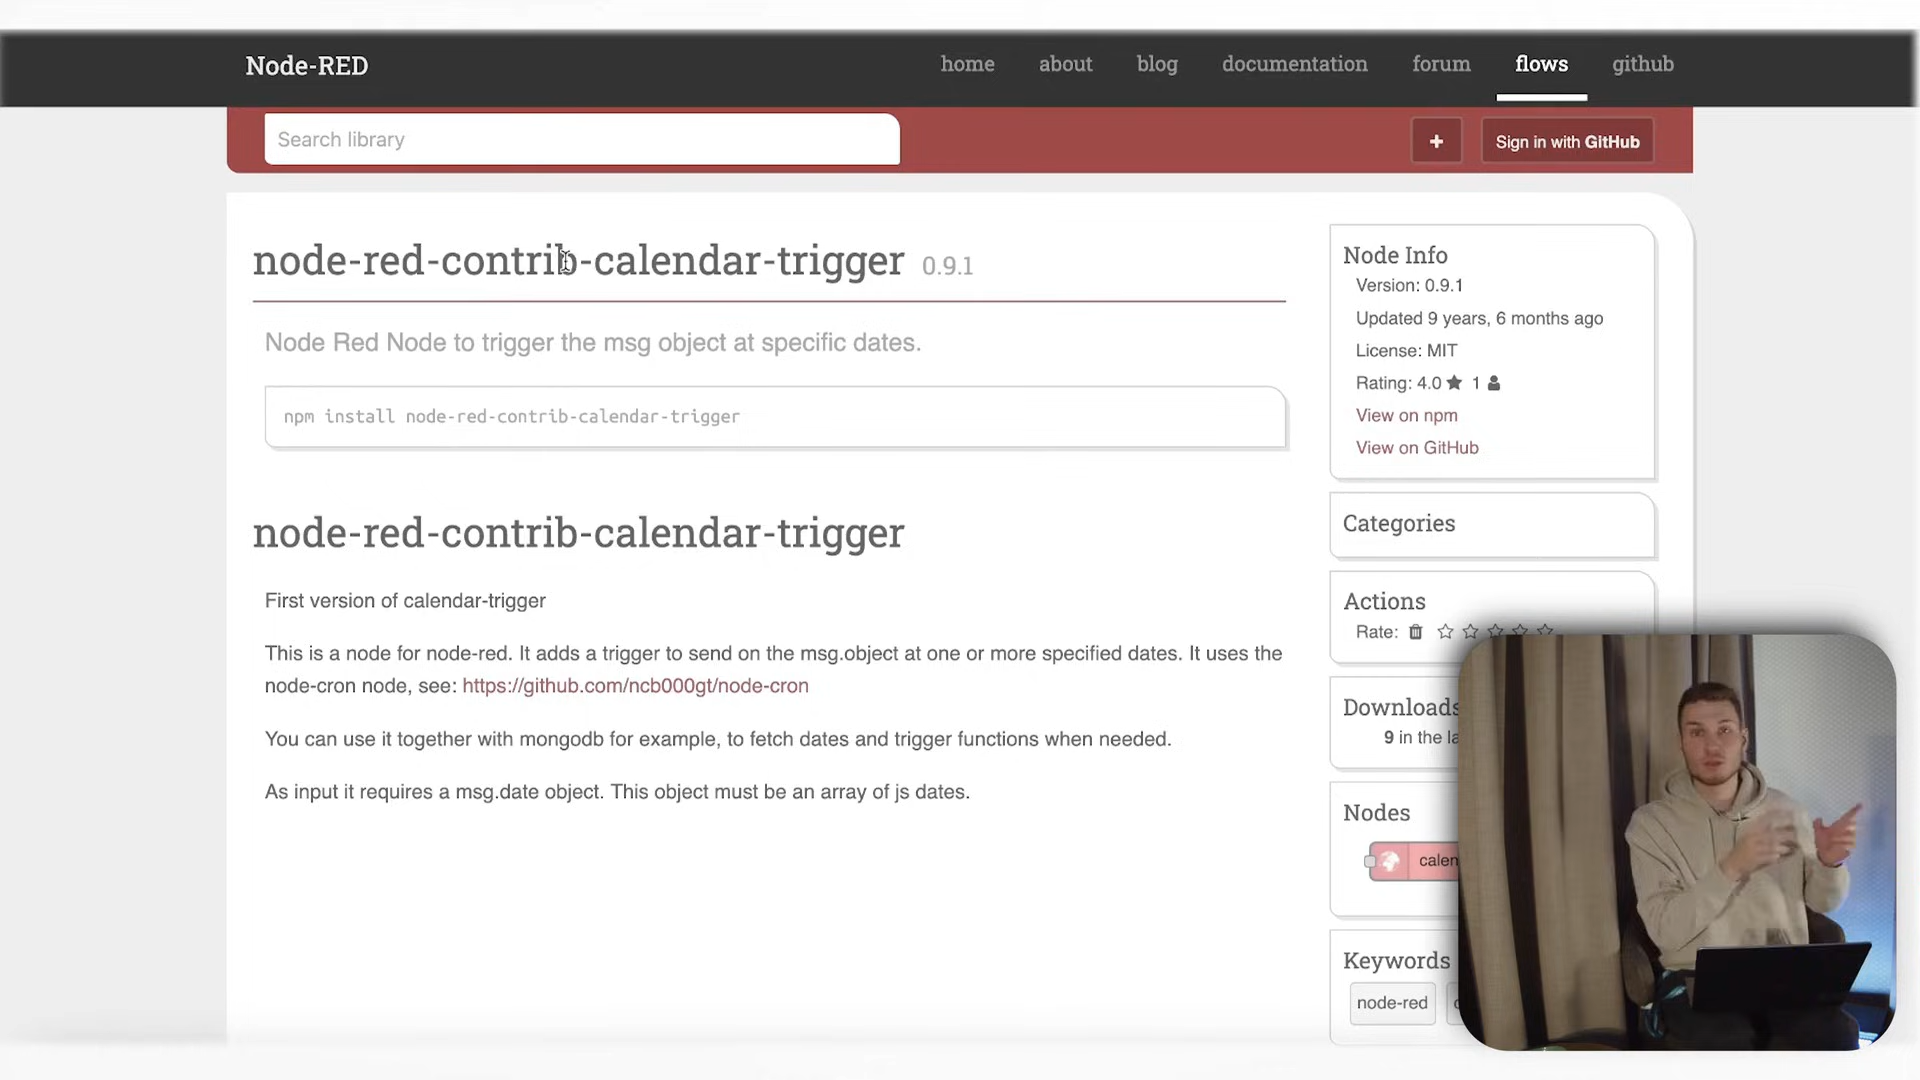 Node-RED
home about blog documentation forum flows github
Search library
+ Sign in with GitHub
node-red-contrib-calendar-trigger 0.9.1
Node Red Node to trigger the msg object at specific dates.
npm install node-red-contrib-calendar-trigger
node-red-contrib-calendar-trigger
First version of calendar-trigger
This is a node for node-red. It adds a trigger to send on the msg.object at one or more specified dates. It uses the
node-cron node, see: https://github.com/ncb000gt/node-cron
You can use it together with mongodb for example, to fetch dates and trigger functions when needed.
As input it requires a msg.date object. This object must be an array of js dates.
Node Info
Version: 0.9.1
Updated 9 years, 6 months ago
License: MIT
Rating: 4.0 1
View on npm
View on GitHub
Categories
Actions
Rate:
Downloads
9 in the la
Nodes
calen
Keywords
node-red